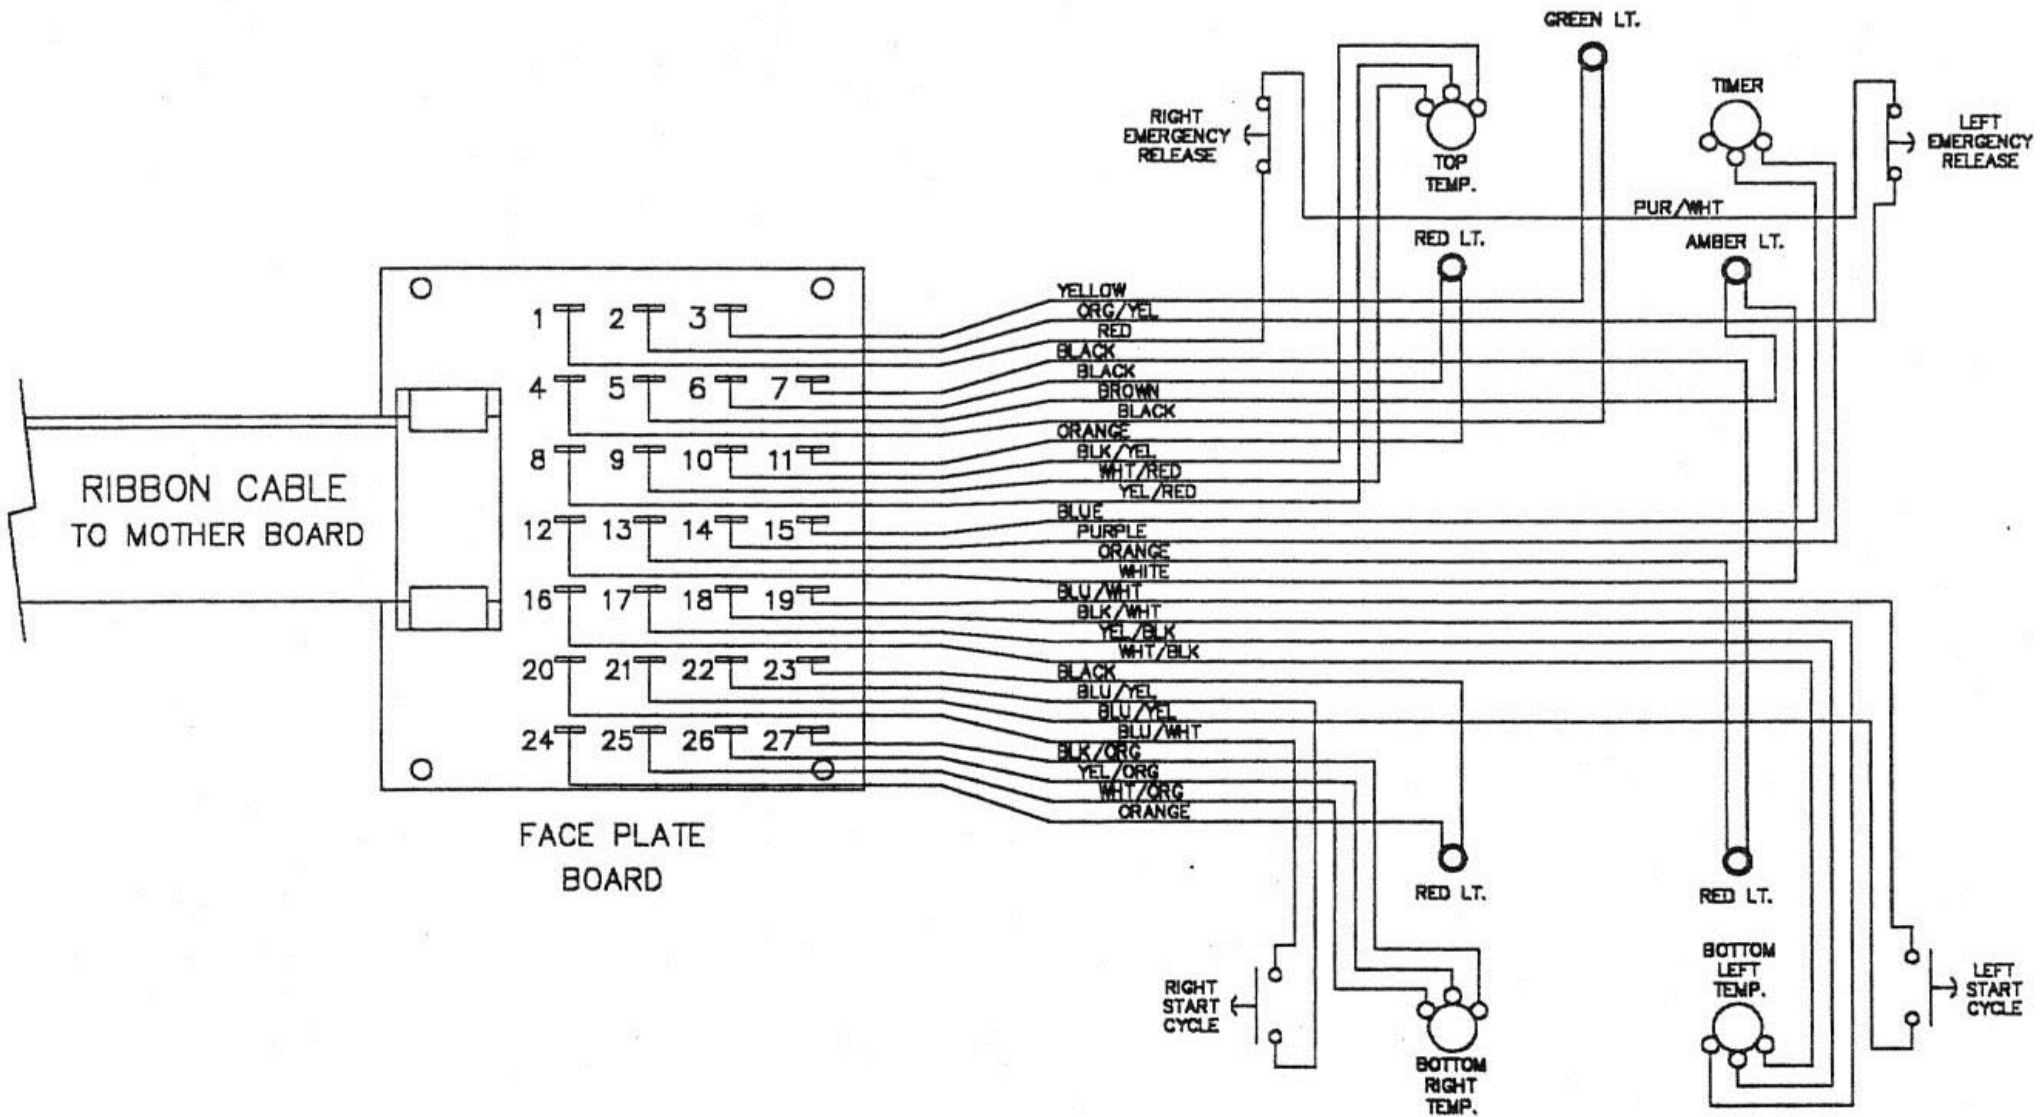 GREEN LT.
TIMER
RIGHT
EMERGENCY
RELEASE
TOP
TEMP.
LEFT
EMERGENCY
RELEASE
PUR/WHT
RED LT.
AMBER LT.
1 2 3
4 5 6 7
8 9 10 11
12 13 14 15
16 17 18 19
20 21 22 23
24 25 26 27
YELLOW
ORG/YEL
RED
BLACK
BLACK
BROWN
BLACK
ORANGE
BLK/YEL
WHT/RED
YEL/RED
BLUE
PURPLE
ORANGE
WHITE
BLU/WHT
BLK/WHT
YEL/BLK
WHT/BLK
BLACK
BLU/YEL
BLU/YEL
BLU/WHT
BLK/ORG
YEL/ORG
WHT/ORG
ORANGE
RIBBON CABLE
TO MOTHER BOARD
FACE PLATE
BOARD
RED LT.
RED LT.
RIGHT
START
CYCLE
BOTTOM
RIGHT
TEMP.
BOTTOM
LEFT
TEMP.
LEFT
START
CYCLE